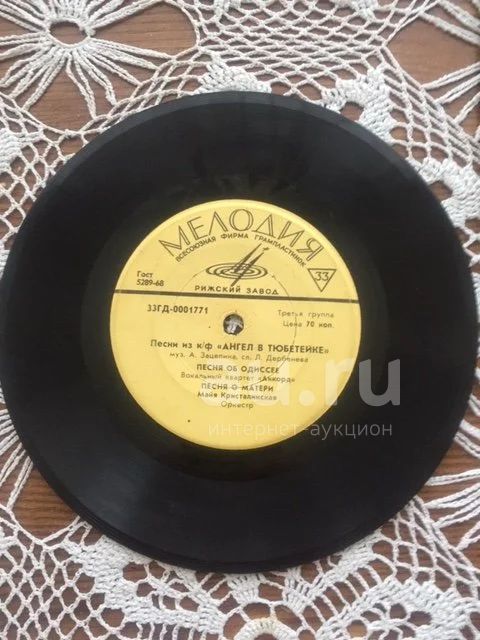 МЕЛОДИЯ
ВСЕСОЮЗНАЯ ФИРМА ГРАМПЛАСТИНОК
Гост
5289-68
33
РИЖСКИЙ ЗАВОД
33ГД-0001771
Третья группа
Цена 70 коп.
Песни из к/ф «АНГЕЛ В ТЮБЕТЕЙКЕ»
муз. А. Зацепина, сл. Л. Дербенева
ПЕСНЯ ОБ ОДИССЕЕ
Вокальный квартет «Аккорд»
ПЕСНЯ О МАТЕРИ
Майя Кристалинская
Оркестр
.ru
интернет-аукцион